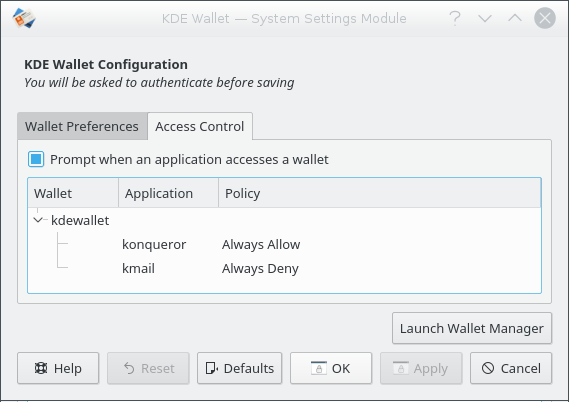 KDE Wallet — System Settings Module
KDE Wallet Configuration
You will be asked to authenticate before saving
Wallet Preferences Access Control
Prompt when an application accesses a wallet
Wallet Application Policy
kdewallet
konqueror Always Allow
kmail Always Deny
Launch Wallet Manager
Help Reset Defaults OK Apply Cancel